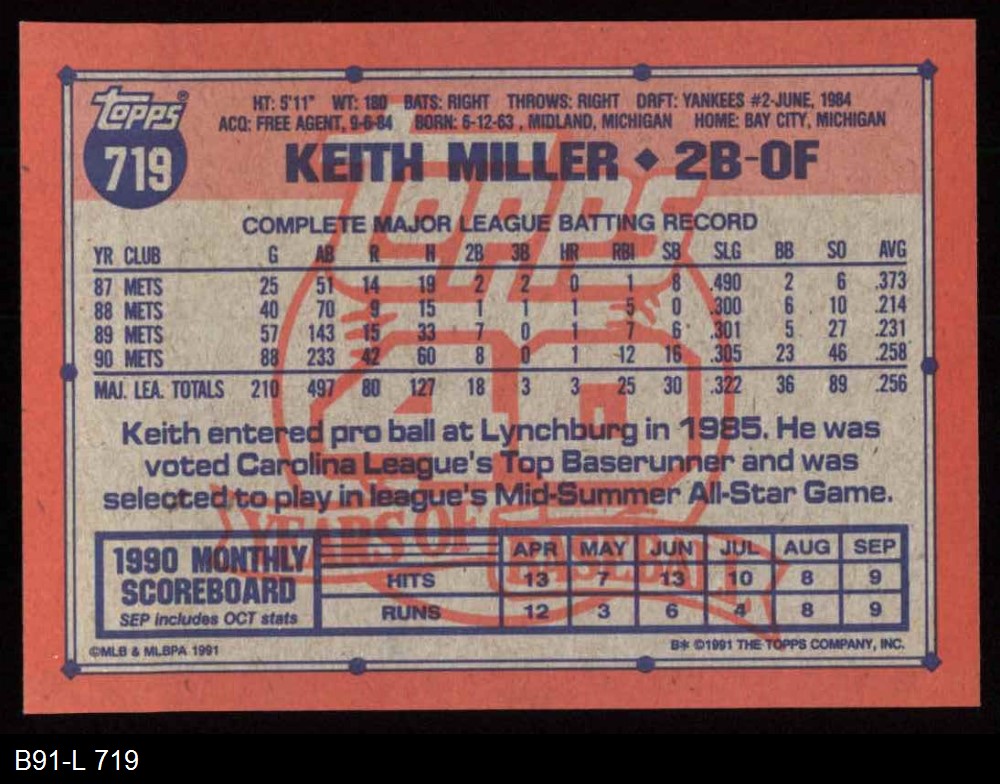 topps®
719
HT: 5'11" WT: 180 BATS: RIGHT THROWS: RIGHT DRFT: YANKEES #2-JUNE, 1984
ACQ: FREE AGENT, 9-6-84 BORN: 6-12-63 , MIDLAND, MICHIGAN HOME: BAY CITY, MICHIGAN
KEITH MILLER ◆ 2B-OF
topps
COMPLETE MAJOR LEAGUE BATTING RECORD
YR CLUB G AB R H 2B 3B HR RBI SB SLG BB SO AVG
87 METS 25 51 14 19 2 2 0 1 8 .490 2 6 .373
88 METS 40 70 9 15 1 1 1 5 0 .300 6 10 .214
89 METS 57 143 15 33 7 0 1 7 6 .301 5 27 .231
90 METS 88 233 42 60 8 0 1 12 16 .305 23 46 .258
MAJ. LEA. TOTALS 210 497 80 127 18 3 3 25 30 .322 36 89 .256
40
Keith entered pro ball at Lynchburg in 1985. He was
voted Carolina League's Top Baserunner and was
selected to play in league's Mid-Summer All-Star Game.
YEARS OF
BASEBALL
1990 MONTHLY
SCOREBOARD
SEP includes OCT stats
APR MAY JUN JUL AUG SEP
HITS 13 7 13 10 8 9
RUNS 12 3 6 4 8 9
©MLB & MLBPA 1991 B* ©1991 THE TOPPS COMPANY, INC.
B91-L 719